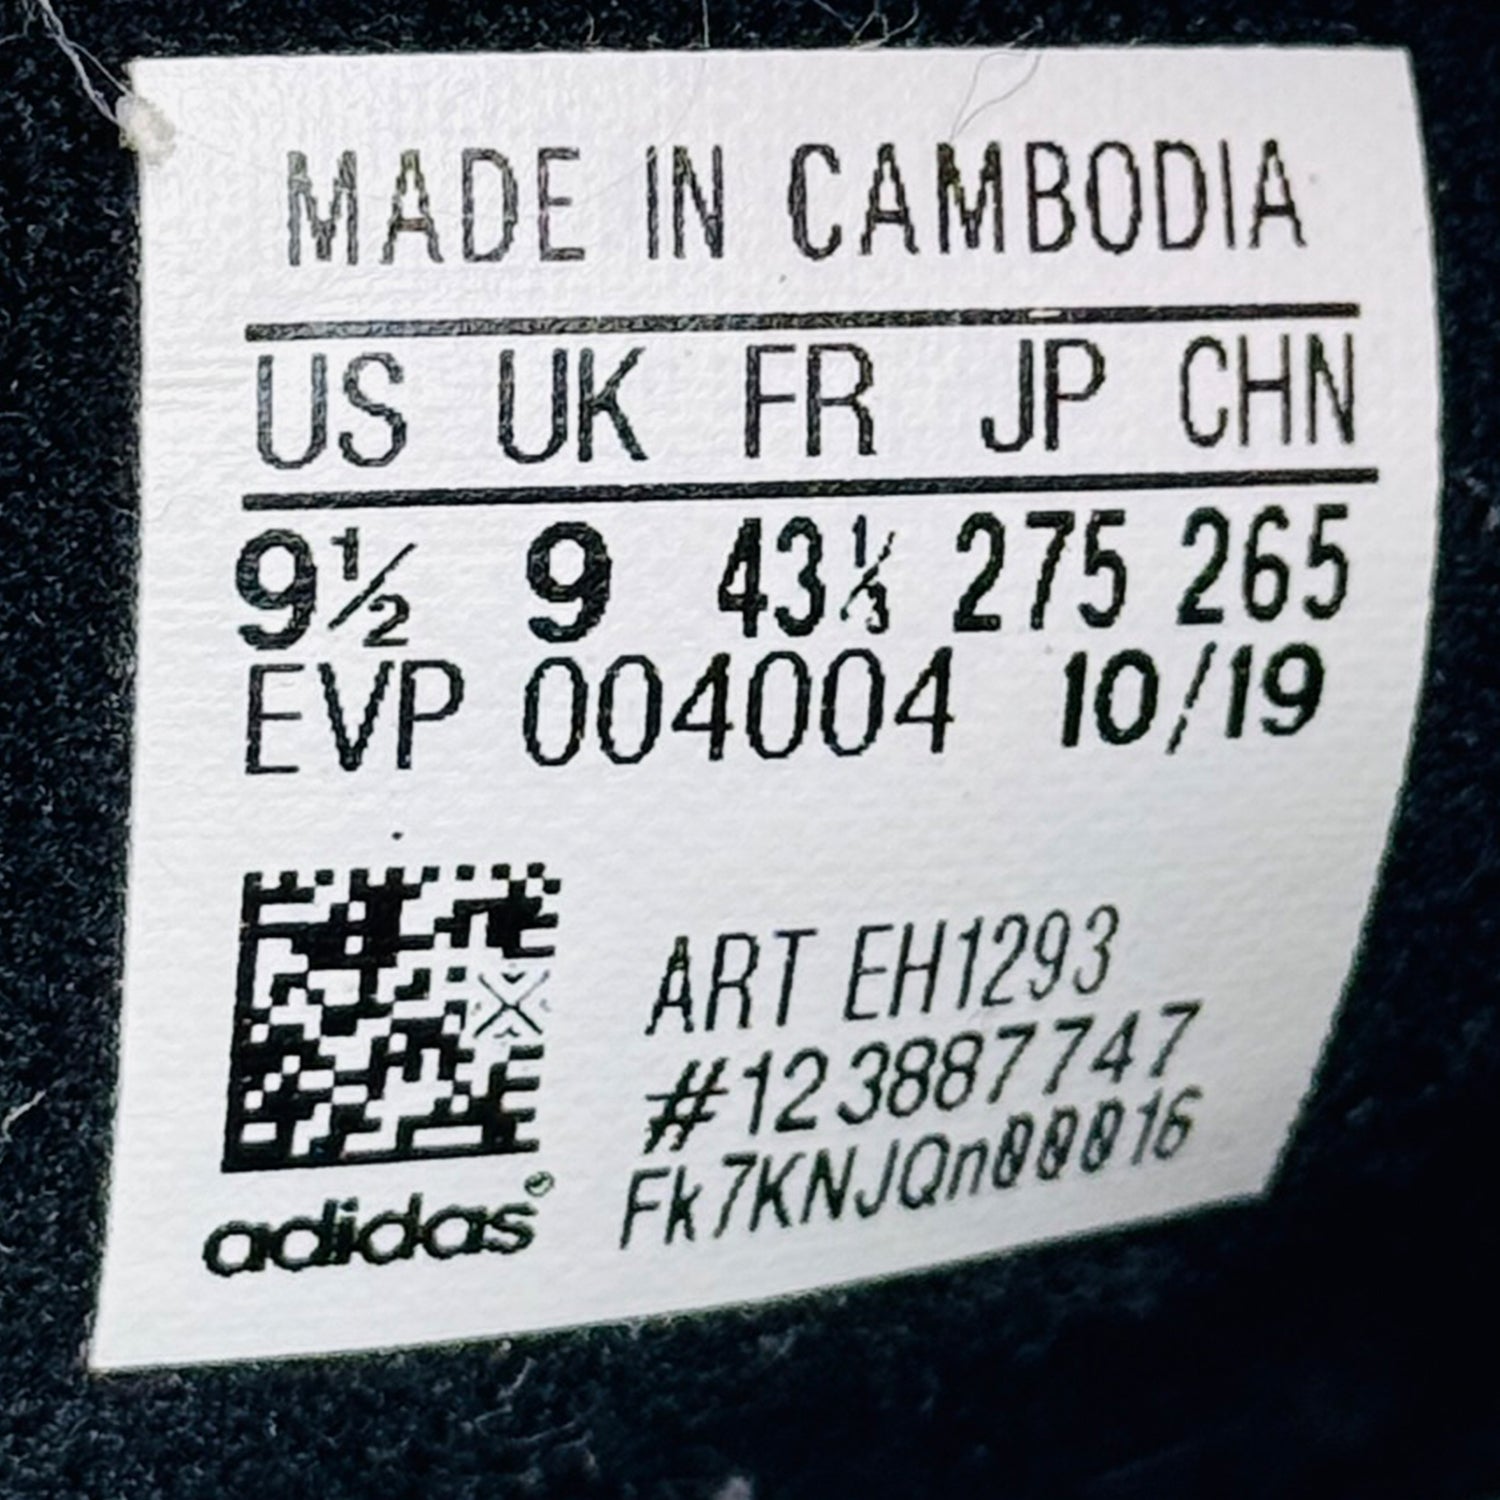 MADE IN CAMBODIA
US UK FR JP CHN
9½ 9 43⅓ 275 265
EVP 004004 10/19
ART EH1293
#123887747
Fk7KNJQn00016
adidas®